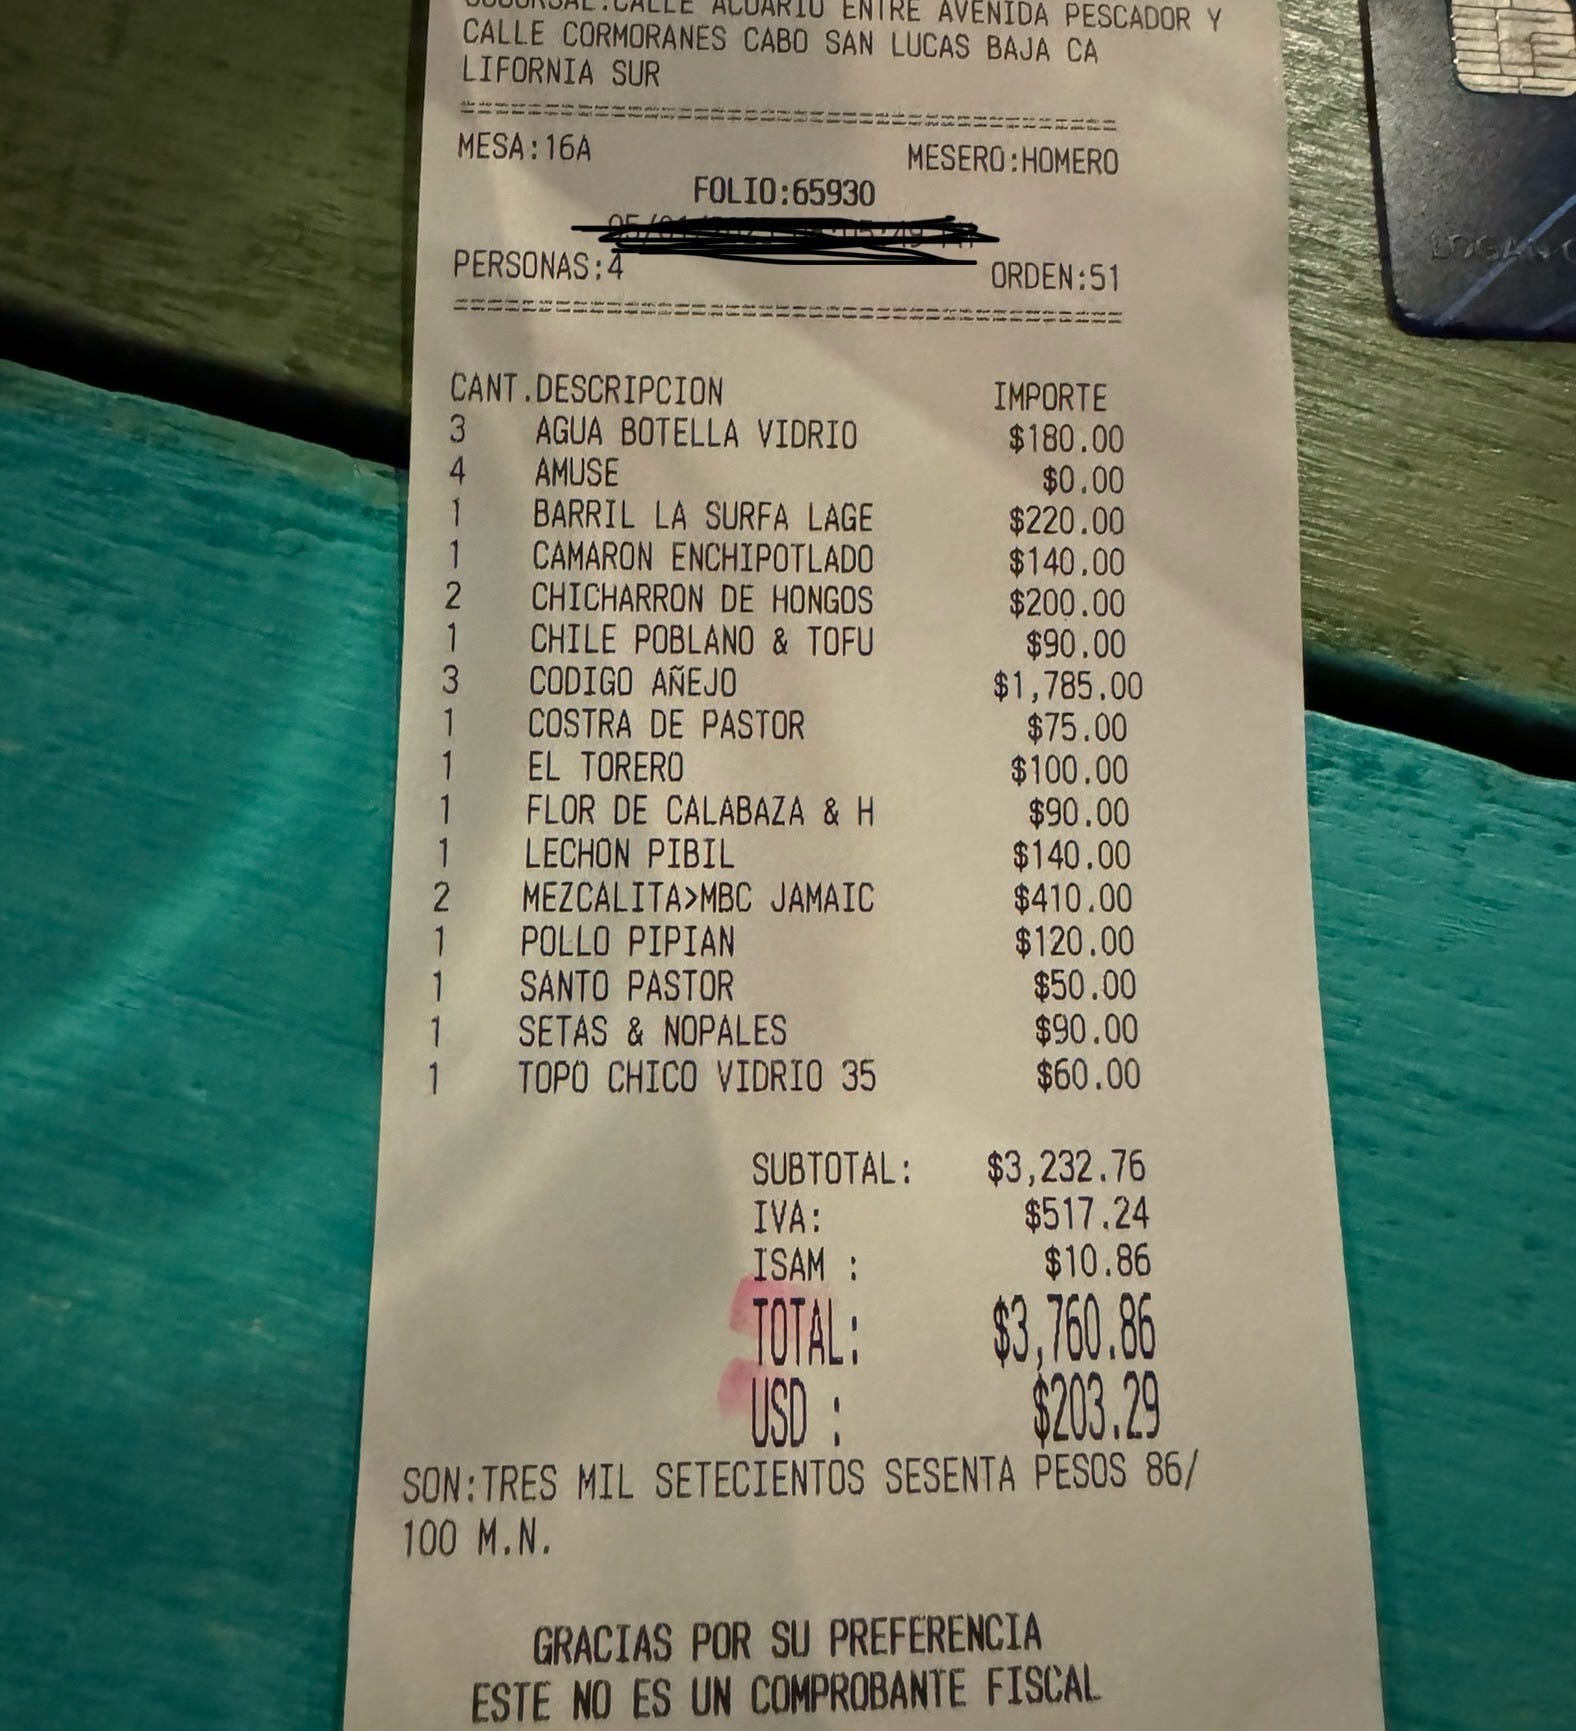 SUCURSAL:CALLE ACUARIO ENTRE AVENIDA PESCADOR Y
CALLE CORMORANES CABO SAN LUCAS BAJA CA
LIFORNIA SUR
MESA:16A MESERO:HOMERO
FOLIO:65930
PERSONAS:4 ORDEN:51
CANT.DESCRIPCION IMPORTE
3 AGUA BOTELLA VIDRIO $180.00
4 AMUSE $0.00
1 BARRIL LA SURFA LAGE $220.00
1 CAMARON ENCHIPOTLADO $140.00
2 CHICHARRON DE HONGOS $200.00
1 CHILE POBLANO & TOFU $90.00
3 CODIGO AÑEJO $1,785.00
1 COSTRA DE PASTOR $75.00
1 EL TORERO $100.00
1 FLOR DE CALABAZA & H $90.00
1 LECHON PIBIL $140.00
2 MEZCALITA>MBC JAMAIC $410.00
1 POLLO PIPIAN $120.00
1 SANTO PASTOR $50.00
1 SETAS & NOPALES $90.00
1 TOPO CHICO VIDRIO 35 $60.00
SUBTOTAL: $3,232.76
IVA: $517.24
ISAM : $10.86
TOTAL: $3,760.86
USD : $203.29
SON:TRES MIL SETECIENTOS SESENTA PESOS 86/
100 M.N.
GRACIAS POR SU PREFERENCIA
ESTE NO ES UN COMPROBANTE FISCAL